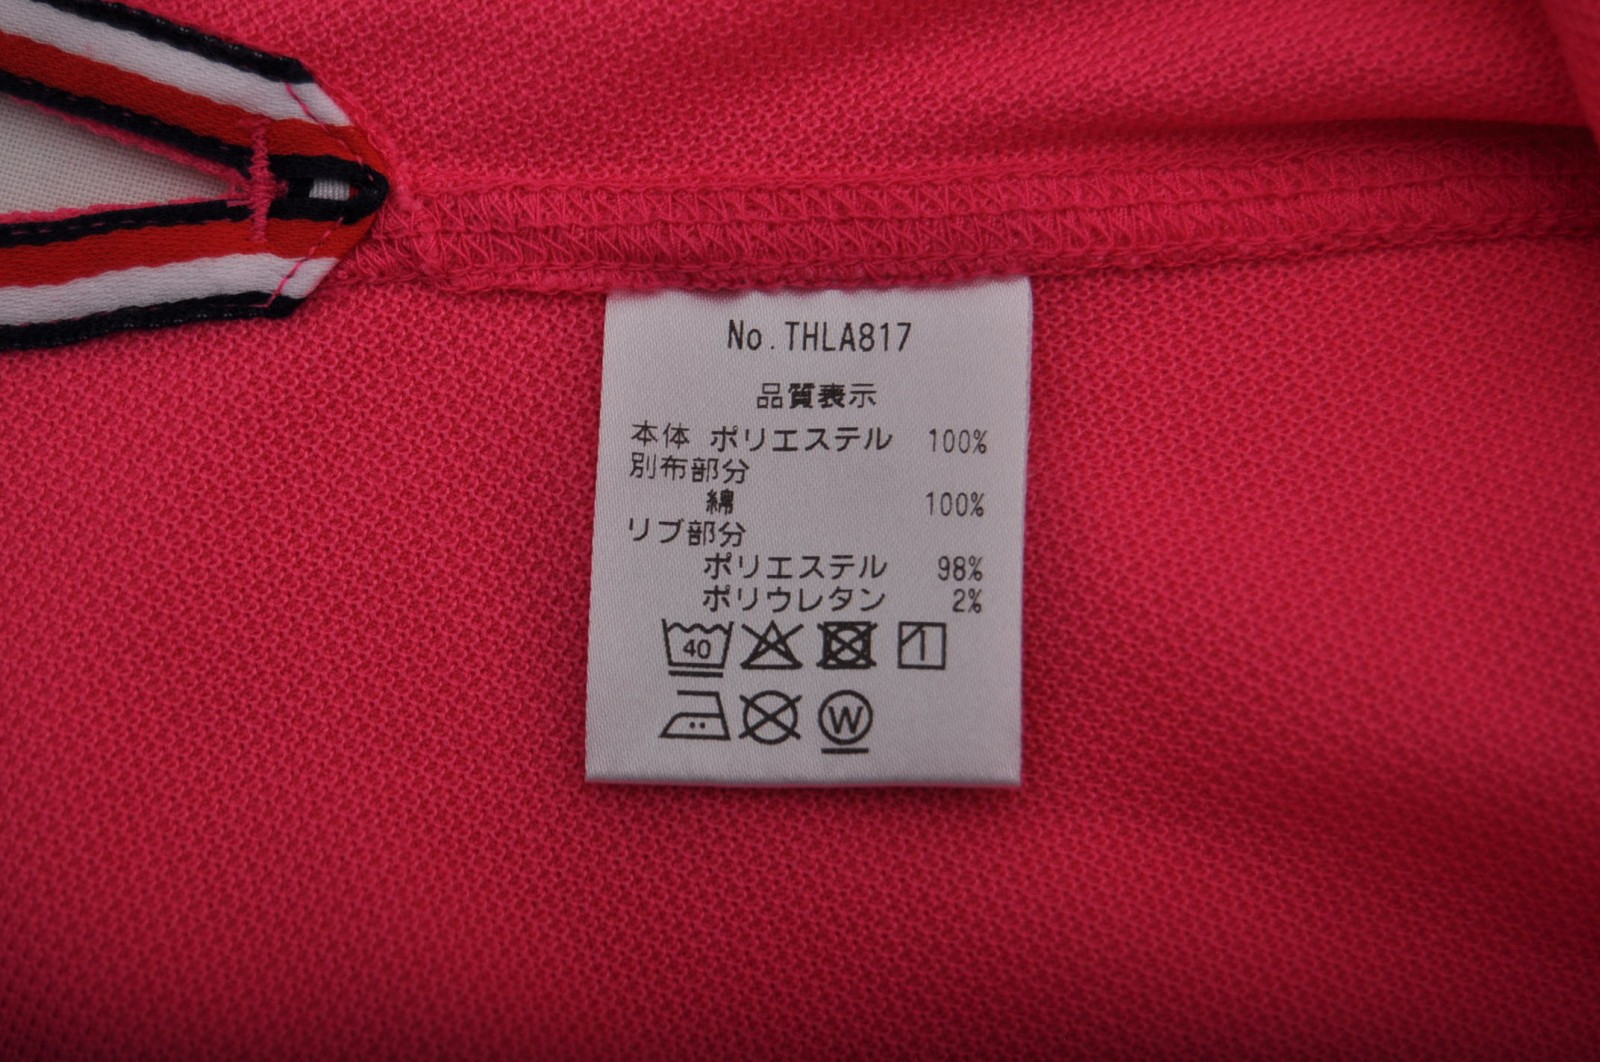 No.THLA817
品質表示
本体 ポリエステル 100%
別布部分
綿 100%
リブ部分
ポリエステル 98%
ポリウレタン 2%
40
W